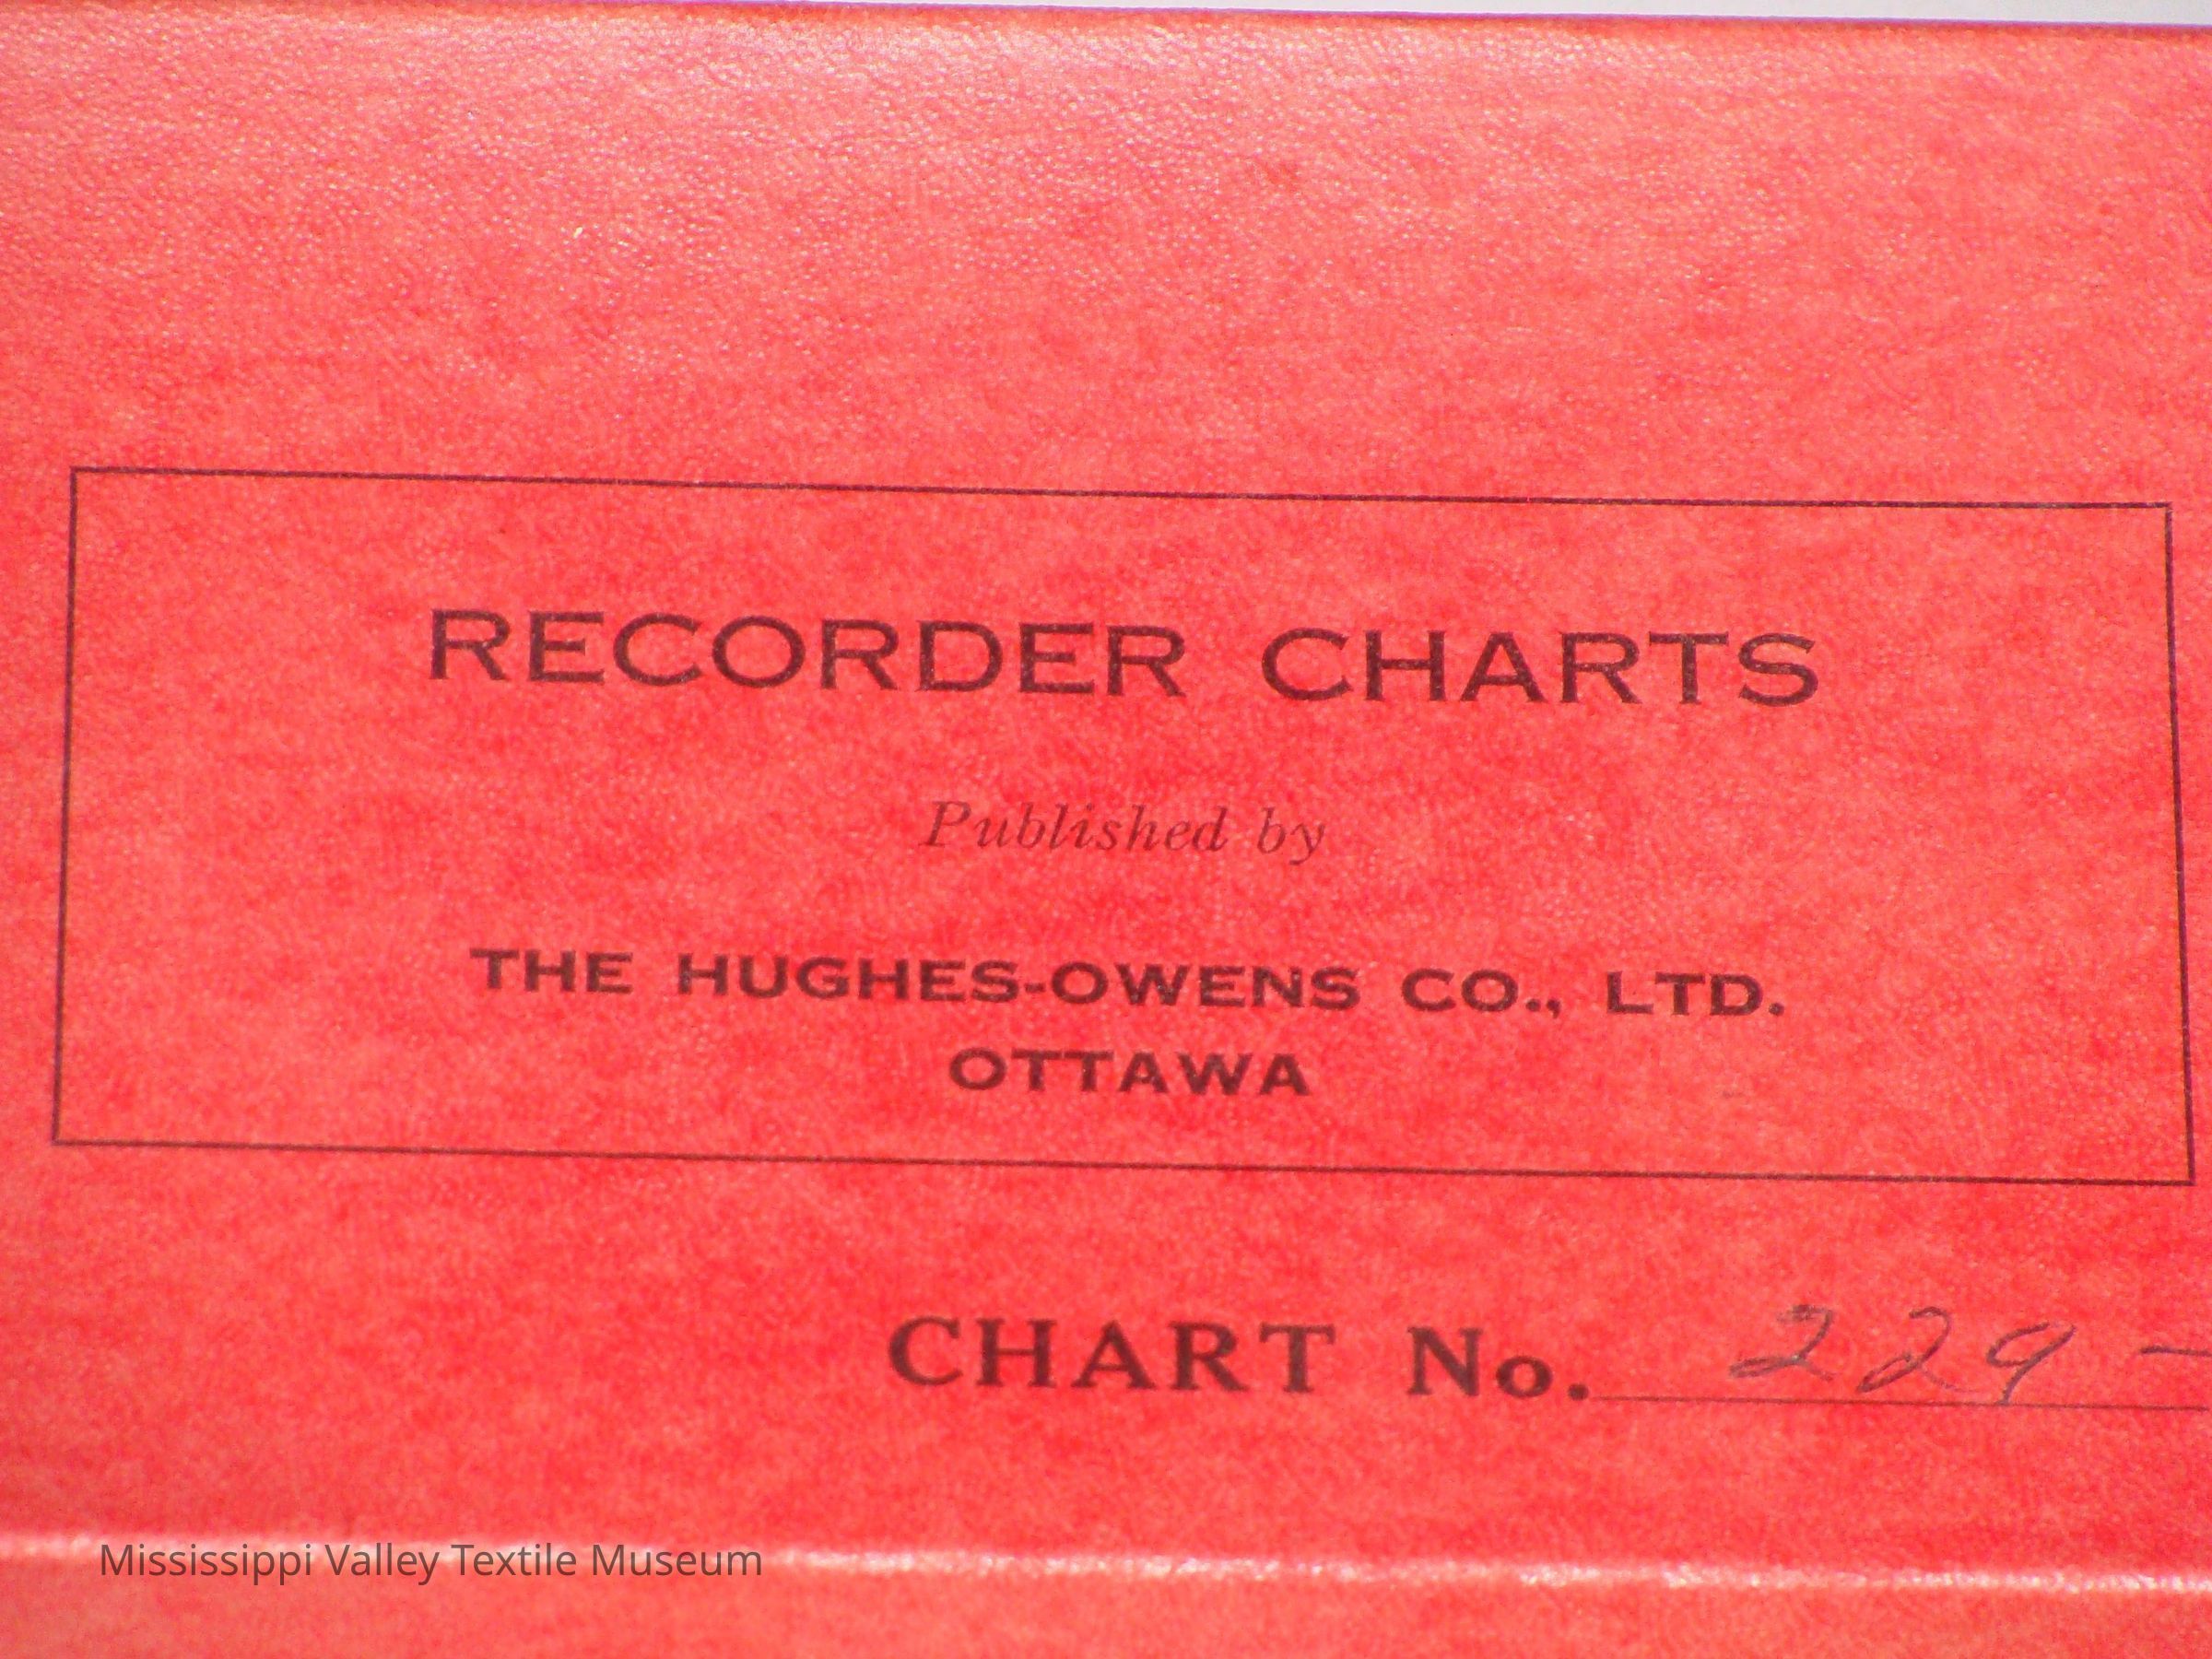 RECORDER CHARTS
Published by
THE HUGHES-OWENS CO., LTD.
OTTAWA
CHART No. 229-
Mississippi Valley Textile Museum